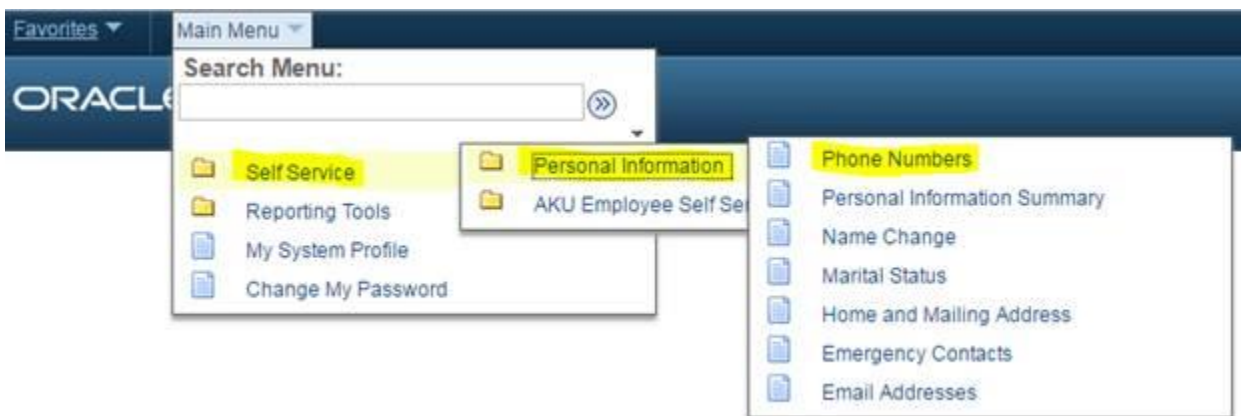 Favorites Main Menu
Search Menu:
ORACLE
Self Service
Reporting Tools
My System Profile
Change My Password
Personal Information
AKU Employee Self
Phone Numbers
Personal Information Summary
Name Change
Marital Status
Home and Mailing Address
Emergency Contacts
Email Addresses